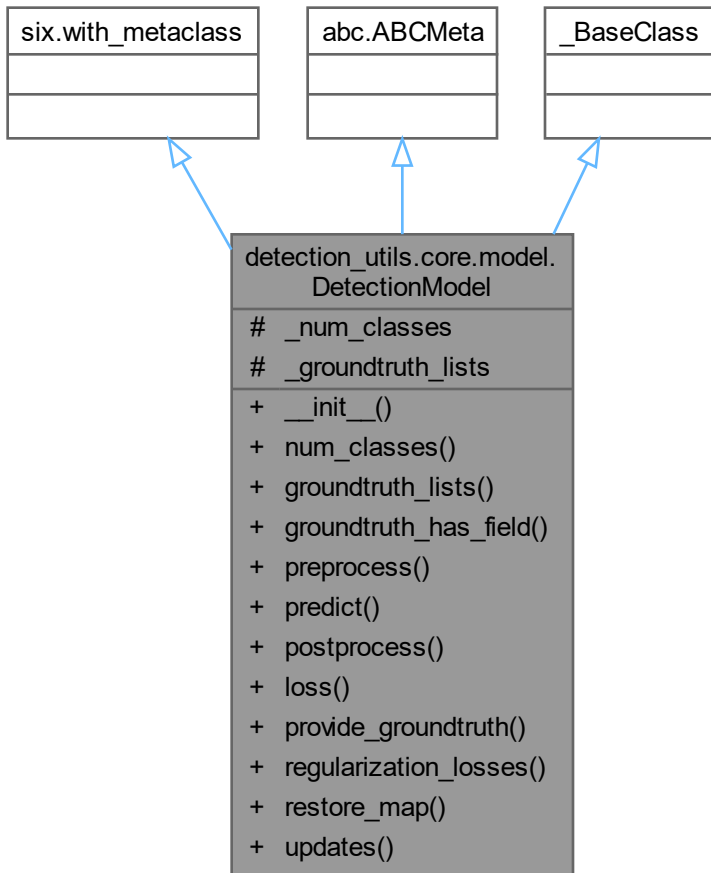 six.with_metaclass
abc.ABCMeta
_BaseClass
detection_utils.core.model.
DetectionModel
# _num_classes
# _groundtruth_lists
+ __init__()
+ num_classes()
+ groundtruth_lists()
+ groundtruth_has_field()
+ preprocess()
+ predict()
+ postprocess()
+ loss()
+ provide_groundtruth()
+ regularization_losses()
+ restore_map()
+ updates()